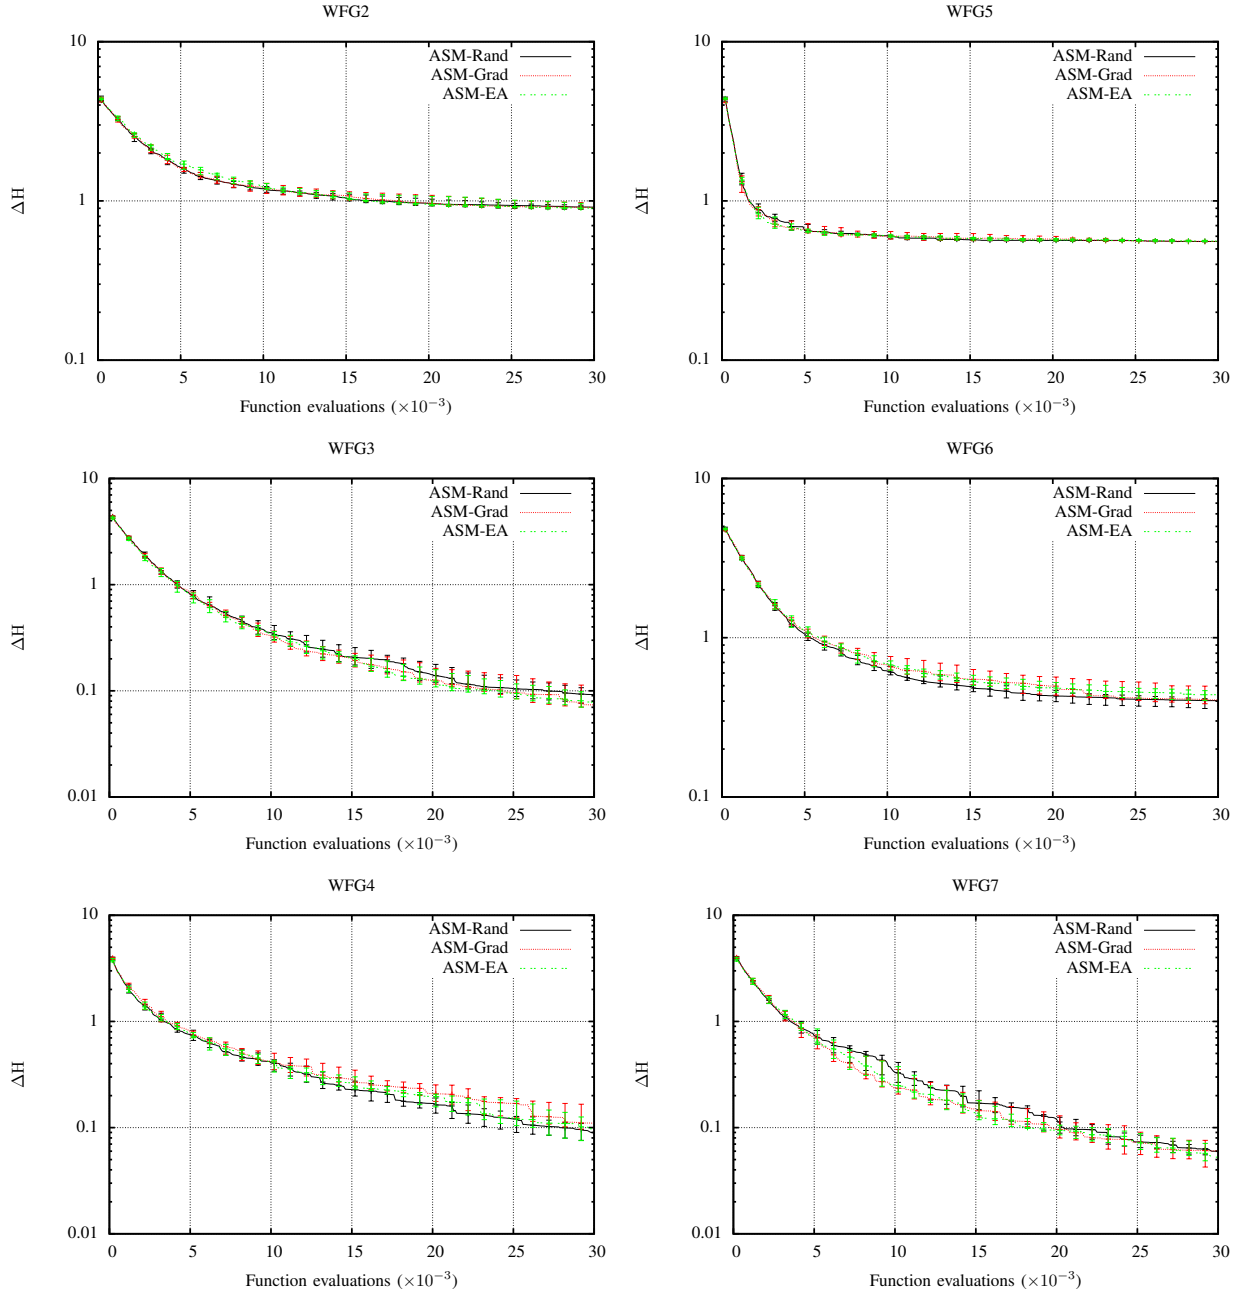 WFG2
10
1
0.1
ΔH
0 5 10 15 20 25 30
Function evaluations (×10⁻³)
ASM-Rand
ASM-Grad
ASM-EA
WFG5
10
1
0.1
ΔH
0 5 10 15 20 25 30
Function evaluations (×10⁻³)
ASM-Rand
ASM-Grad
ASM-EA
WFG3
10
1
0.1
0.01
ΔH
0 5 10 15 20 25 30
Function evaluations (×10⁻³)
ASM-Rand
ASM-Grad
ASM-EA
WFG6
10
1
0.1
ΔH
0 5 10 15 20 25 30
Function evaluations (×10⁻³)
ASM-Rand
ASM-Grad
ASM-EA
WFG4
10
1
0.1
0.01
ΔH
0 5 10 15 20 25 30
Function evaluations (×10⁻³)
ASM-Rand
ASM-Grad
ASM-EA
WFG7
10
1
0.1
0.01
ΔH
0 5 10 15 20 25 30
Function evaluations (×10⁻³)
ASM-Rand
ASM-Grad
ASM-EA